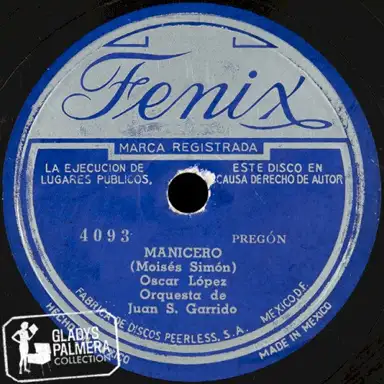 Fenix
MARCA REGISTRADA
LA EJECUCION DE LUGARES PUBLICOS,
ESTE DISCO EN CAUSA DERECHO DE AUTOR
4093
PREGÓN
MANICERO
(Moisés Simón)
Oscar López
Orquesta de
Juan S. Garrido
FABRICA DE DISCOS PEERLESS, S.A. MEXICO D.F.
MADE IN MEXICO
GLADYS
PALMERA
COLLECTION